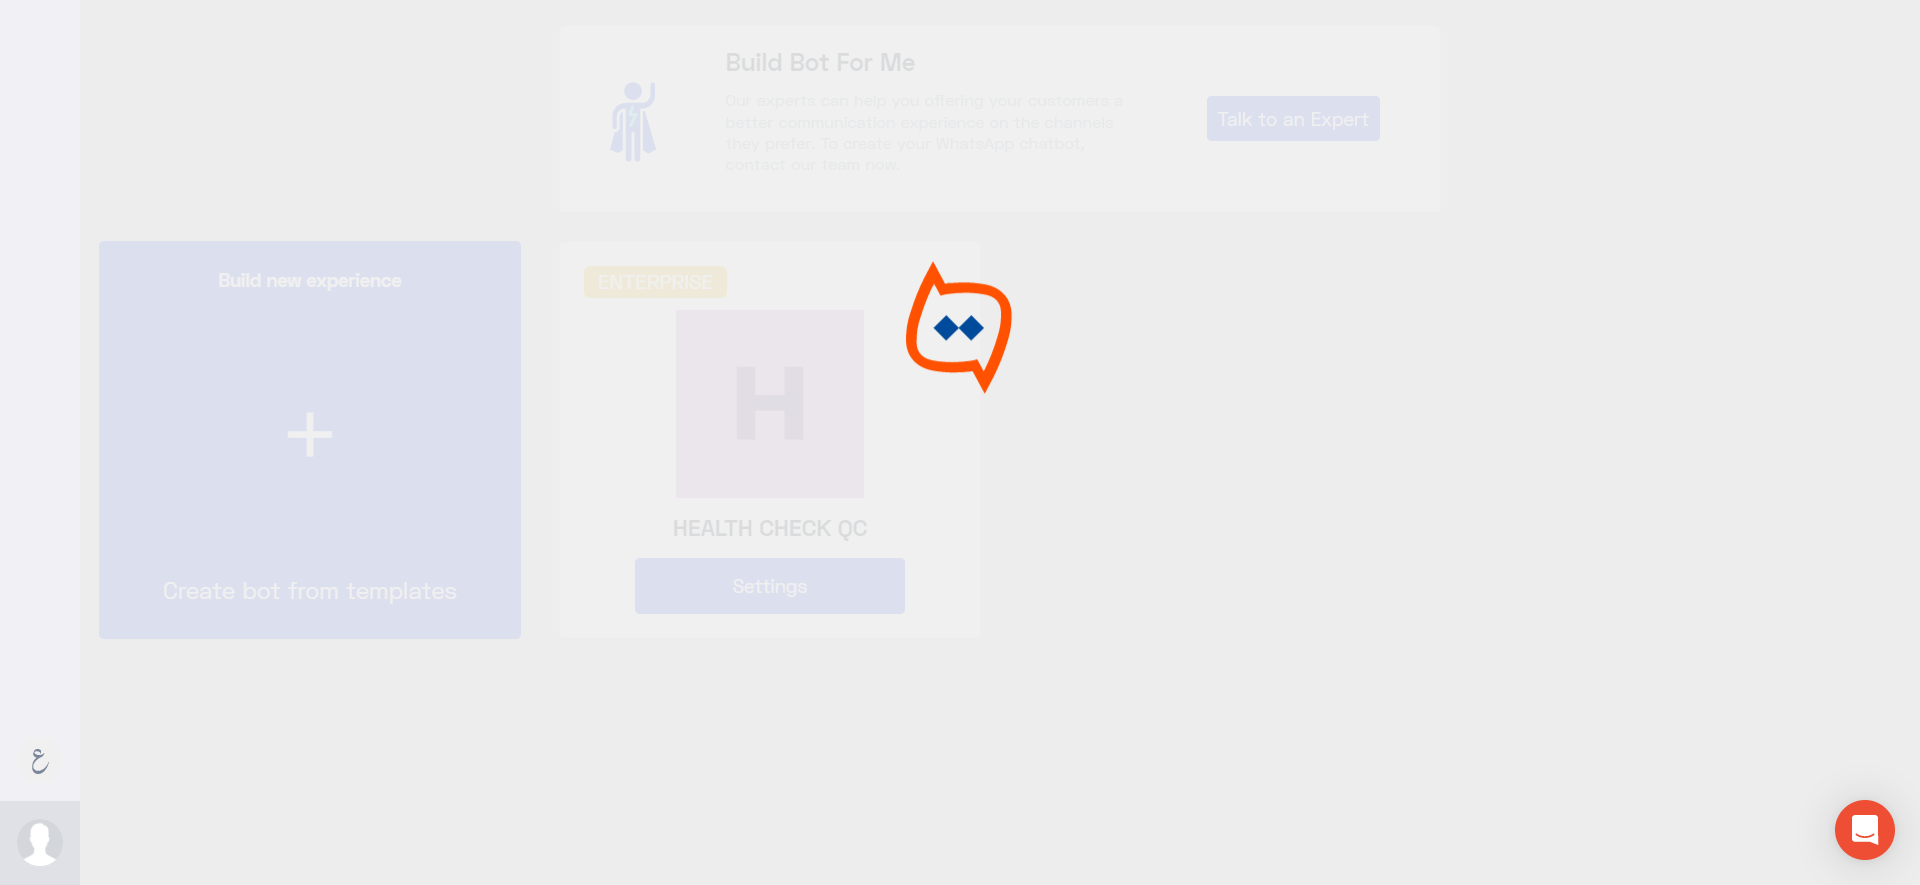 Build Bot For Me
Our experts can help you offering your customers a
better communication experience on the channels
they prefer. To create your WhatsApp chatbot,
contact our team now.
Talk to an Expert
Build new experience
+
Create bot from templates
ENTERPRISE
H
HEALTH CHECK QC
Settings
ع